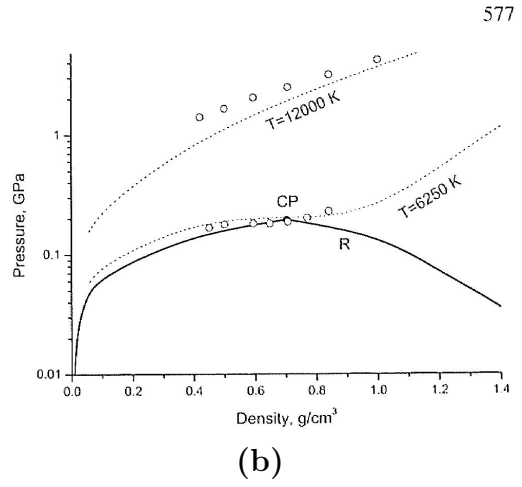 577
1
T=12000 K
CP
T=6250 K
Pressure, GPa
0.1
R
0.01
0.0 0.2 0.4 0.6 0.8 1.0 1.2 1.4
Density, g/cm³
(b)